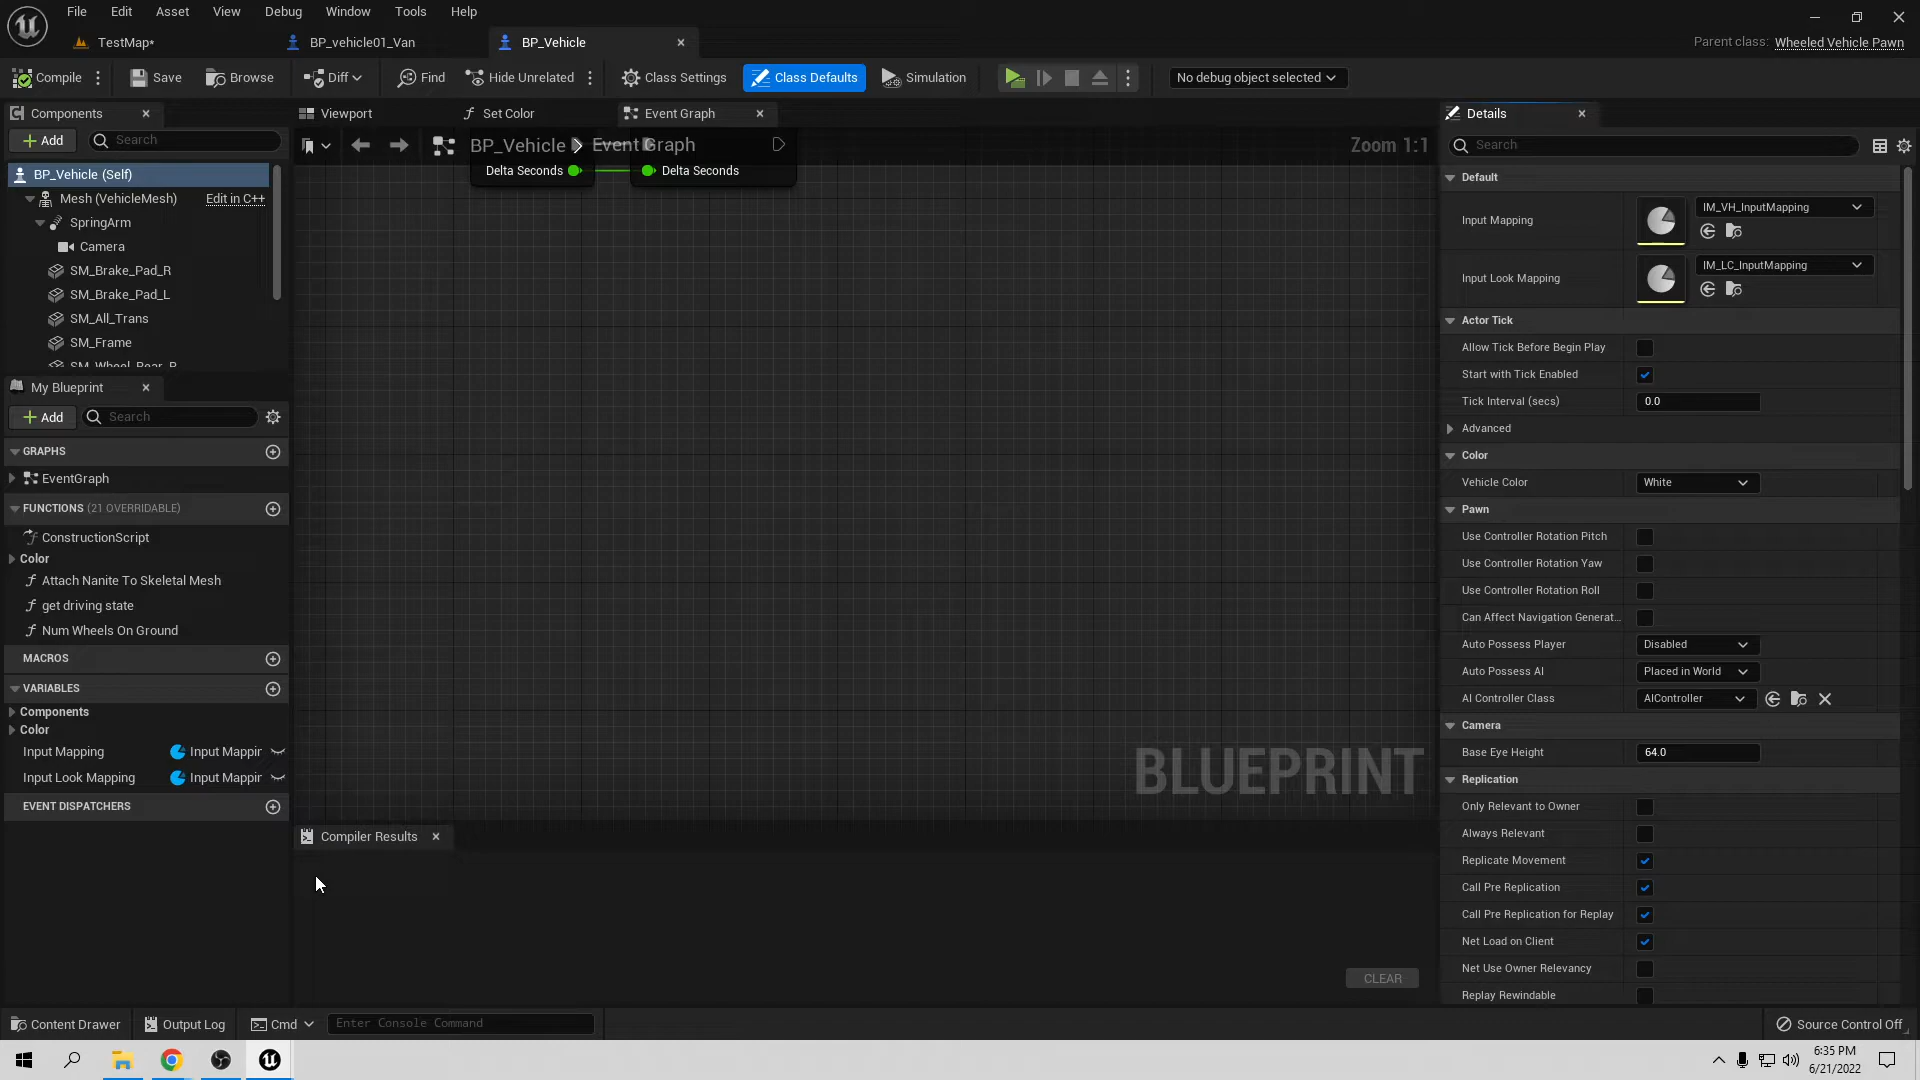 File Edit Asset View Debug Window Tools Help
TestMap* BP_vehicle01_Van BP_Vehicle
Parent class: Wheeled Vehicle Pawn
Compile Save Browse Diff Find Hide Unrelated Class Settings Class Defaults Simulation No debug object selected
Components
Add Search
BP_Vehicle (Self)
Mesh (VehicleMesh) Edit in C++
SpringArm
Camera
SM_Brake_Pad_R
SM_Brake_Pad_L
SM_All_Trans
SM_Frame
SM_Wheel_Rear_R
My Blueprint
Add Search
GRAPHS
EventGraph
FUNCTIONS (21 OVERRIDABLE)
ConstructionScript
Color
Attach Nanite To Skeletal Mesh
get driving state
Num Wheels On Ground
MACROS
VARIABLES
Components
Color
Input Mapping Input Mappin
Input Look Mapping Input Mappin
EVENT DISPATCHERS
Viewport Set Color Event Graph
BP_Vehicle Event Graph Zoom 1:1
Delta Seconds Delta Seconds
BLUEPRINT
Compiler Results
CLEAR
Details
Search
Default
Input Mapping IM_VH_InputMapping
Input Look Mapping IM_LC_InputMapping
Actor Tick
Allow Tick Before Begin Play
Start with Tick Enabled
Tick Interval (secs) 0.0
Advanced
Color
Vehicle Color White
Pawn
Use Controller Rotation Pitch
Use Controller Rotation Yaw
Use Controller Rotation Roll
Can Affect Navigation Generat...
Auto Possess Player Disabled
Auto Possess AI Placed in World
AI Controller Class AIController
Camera
Base Eye Height 64.0
Replication
Only Relevant to Owner
Always Relevant
Replicate Movement
Call Pre Replication
Call Pre Replication for Replay
Net Load on Client
Net Use Owner Relevancy
Replay Rewindable
Content Drawer Output Log Cmd Enter Console Command Source Control Off
6:35 PM
6/21/2022